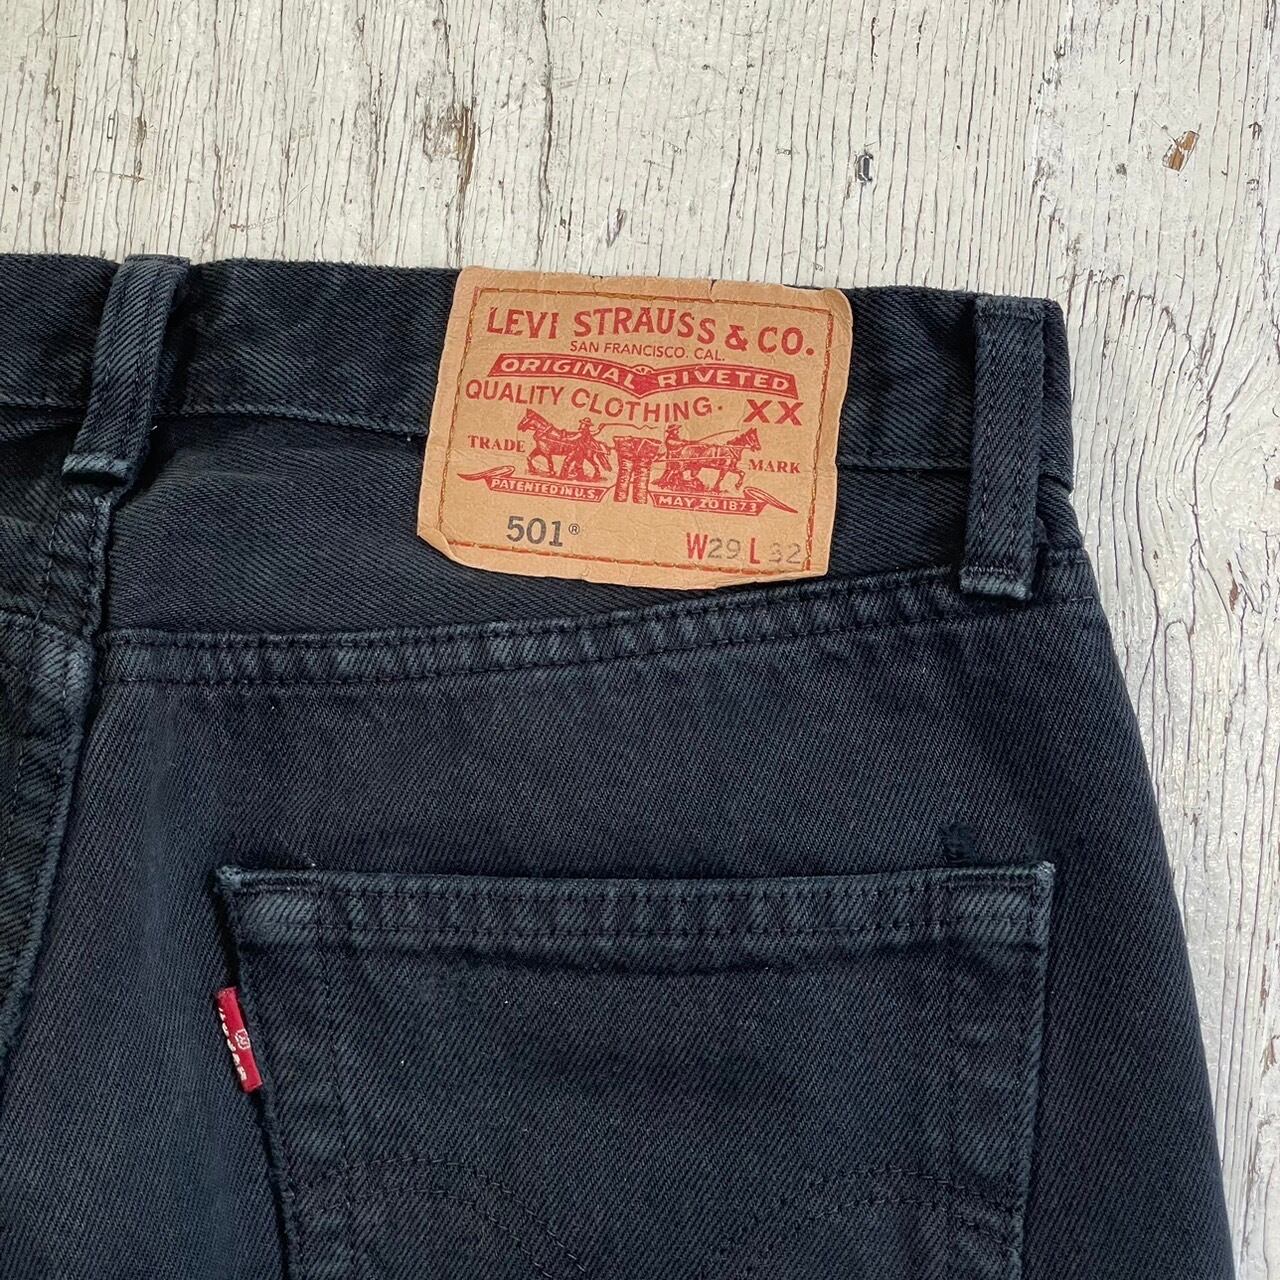 LEVI STRAUSS & CO.
SAN FRANCISCO. CAL.
ORIGINAL RIVETED
QUALITY CLOTHING. XX
TRADE MARK
PATENTED IN U.S. MAY 20 1873
501®
W29 L 32